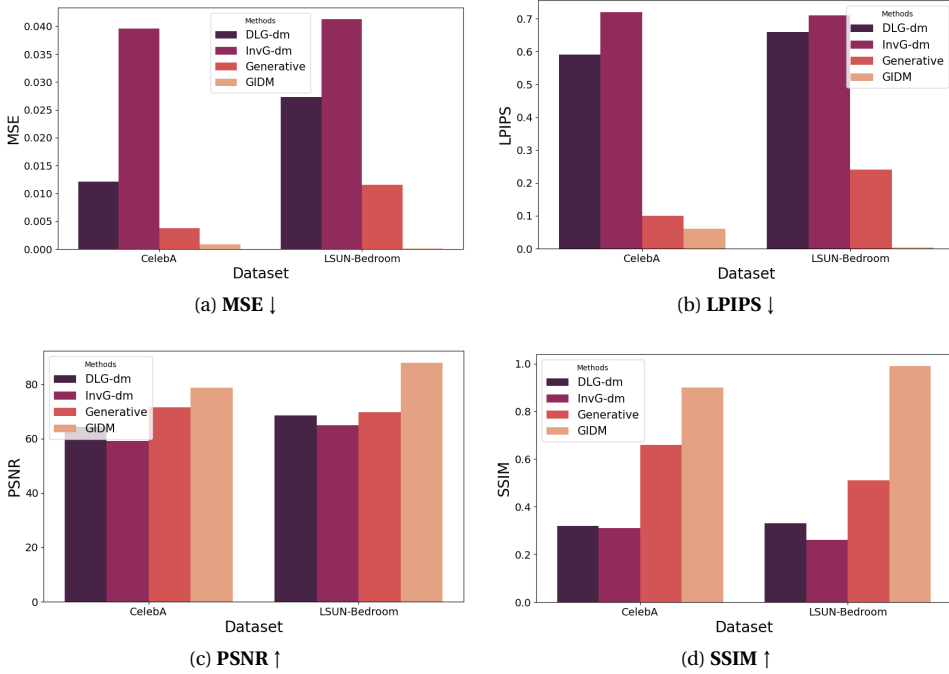 Methods
DLG-dm
InvG-dm
Generative
GIDM
0.040
0.035
0.030
0.025
0.020
0.015
0.010
0.005
0.000
MSE
CelebA
LSUN-Bedroom
Dataset
(a) MSE ↓
Methods
DLG-dm
InvG-dm
Generative
GIDM
0.7
0.6
0.5
0.4
0.3
0.2
0.1
0.0
LPIPS
CelebA
LSUN-Bedroom
Dataset
(b) LPIPS ↓
Methods
DLG-dm
InvG-dm
Generative
GIDM
80
60
40
20
0
PSNR
CelebA
LSUN-Bedroom
Dataset
(c) PSNR ↑
Methods
DLG-dm
InvG-dm
Generative
GIDM
1.0
0.8
0.6
0.4
0.2
0.0
SSIM
CelebA
LSUN-Bedroom
Dataset
(d) SSIM ↑